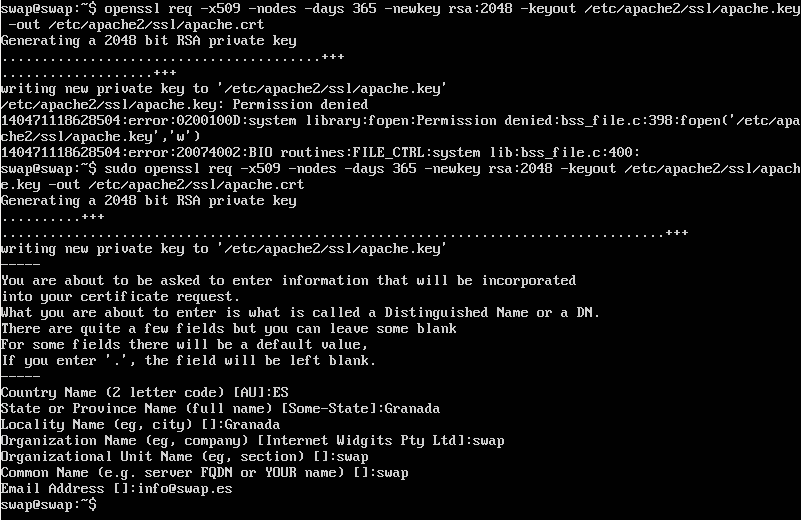 swap@swap:~$ openssl req -x509 -nodes -days 365 -newkey rsa:2048 -keyout /etc/apache2/ssl/apache.key
 -out /etc/apache2/ssl/apache.crt
Generating a 2048 bit RSA private key
........................................+++
...................+++
writing new private key to '/etc/apache2/ssl/apache.key'
/etc/apache2/ssl/apache.key: Permission denied
140471118628504:error:0200100D:system library:fopen:Permission denied:bss_file.c:398:fopen('/etc/apa
che2/ssl/apache.key','w')
140471118628504:error:20074002:BIO routines:FILE_CTRL:system lib:bss_file.c:400:
swap@swap:~$ sudo openssl req -x509 -nodes -days 365 -newkey rsa:2048 -keyout /etc/apache2/ssl/apach
e.key -out /etc/apache2/ssl/apache.crt
Generating a 2048 bit RSA private key
..........+++
...................................................................................+++
writing new private key to '/etc/apache2/ssl/apache.key'
-----
You are about to be asked to enter information that will be incorporated
into your certificate request.
What you are about to enter is what is called a Distinguished Name or a DN.
There are quite a few fields but you can leave some blank
For some fields there will be a default value,
If you enter '.', the field will be left blank.
-----
Country Name (2 letter code) [AU]:ES
State or Province Name (full name) [Some-State]:Granada
Locality Name (eg, city) []:Granada
Organization Name (eg, company) [Internet Widgits Pty Ltd]:swap
Organizational Unit Name (eg, section) []:swap
Common Name (e.g. server FQDN or YOUR name) []:swap
Email Address []:info@swap.es
swap@swap:~$